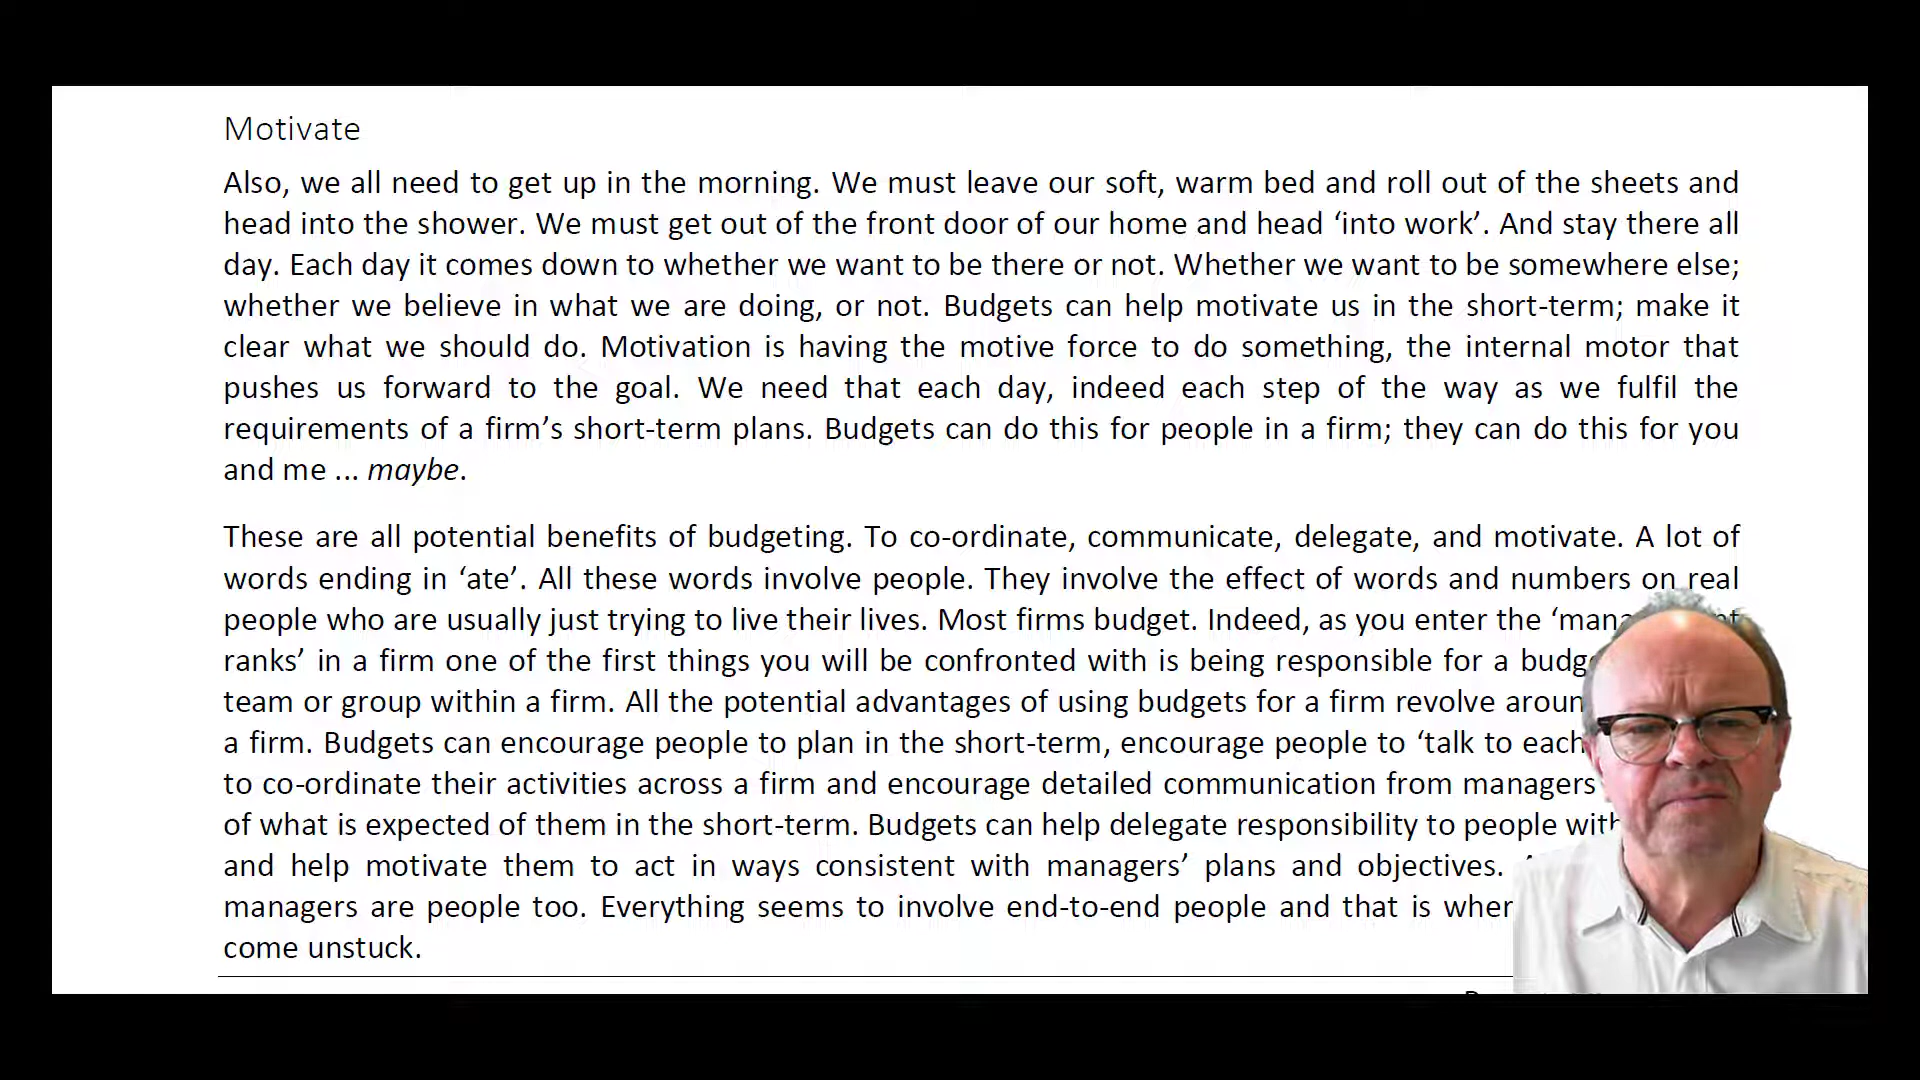 Motivate
Also, we all need to get up in the morning. We must leave our soft, warm bed and roll out of the sheets and
head into the shower. We must get out of the front door of our home and head ‘into work’. And stay there all
day. Each day it comes down to whether we want to be there or not. Whether we want to be somewhere else;
whether we believe in what we are doing, or not. Budgets can help motivate us in the short-term; make it
clear what we should do. Motivation is having the motive force to do something, the internal motor that
pushes us forward to the goal. We need that each day, indeed each step of the way as we fulfil the
requirements of a firm’s short-term plans. Budgets can do this for people in a firm; they can do this for you
and me ... maybe.
These are all potential benefits of budgeting. To co-ordinate, communicate, delegate, and motivate. A lot of
words ending in ‘ate’. All these words involve people. They involve the effect of words and numbers on real
people who are usually just trying to live their lives. Most firms budget. Indeed, as you enter the
ranks’ in a firm one of the first things you will be confronted with is being responsible for a
team or group within a firm. All the potential advantages of using budgets for a firm revolve
a firm. Budgets can encourage people to plan in the short-term, encourage people to ‘talk to each
to co-ordinate their activities across a firm and encourage detailed communication from managers
of what is expected of them in the short-term. Budgets can help delegate responsibility to people
and help motivate them to act in ways consistent with managers’ plans and objectives.
managers are people too. Everything seems to involve end-to-end people and that is
come unstuck.